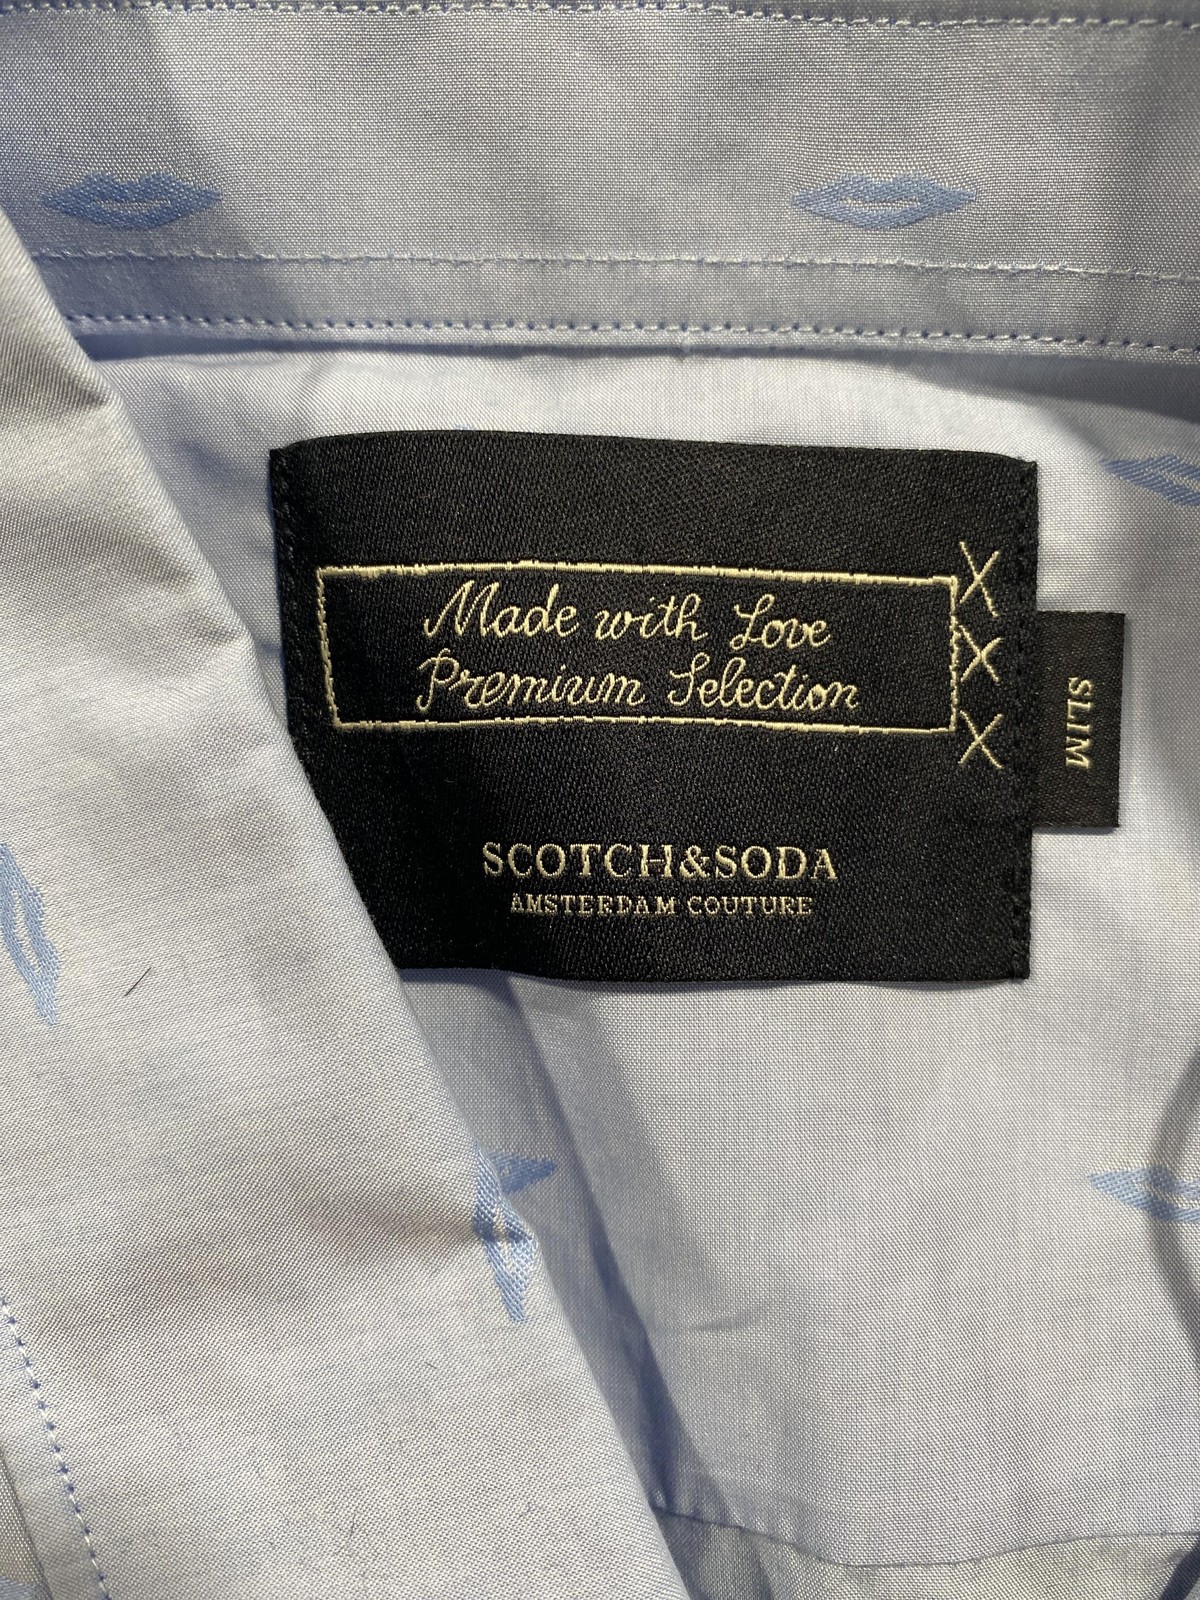 Made with Love
Premium Selection
X
X
X
SLIM
SCOTCH&SODA
AMSTERDAM COUTURE